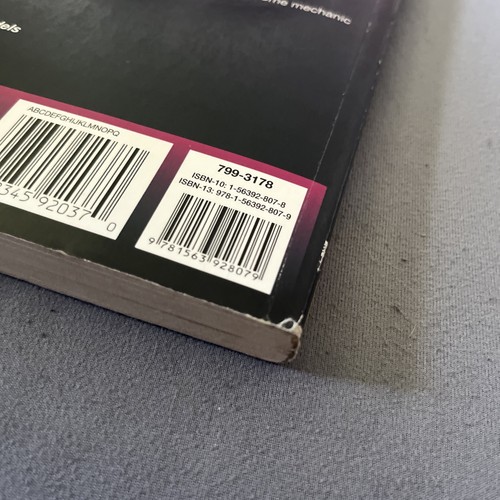 home mechanic
ABCDEFGHIJKLMNOPQ
345 92037 0
799-3178
ISBN-10: 1-56392-807-8
ISBN-13: 978-1-56392-807-9
9 781563 928079